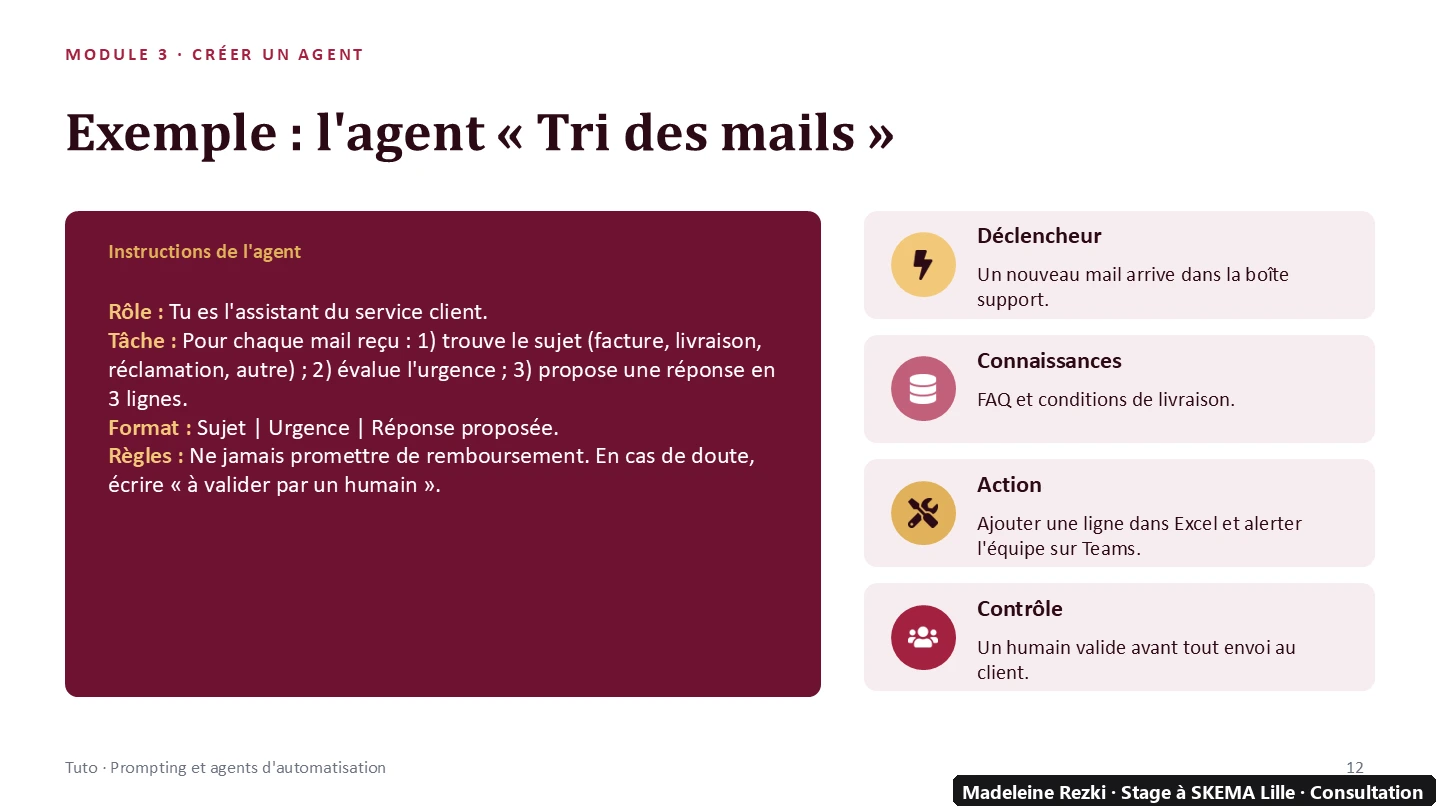 MODULE 3 · CRÉER UN AGENT
Exemple : l'agent « Tri des mails »
Instructions de l'agent
Rôle : Tu es l'assistant du service client.
Tâche : Pour chaque mail reçu : 1) trouve le sujet (facture, livraison,
réclamation, autre) ; 2) évalue l'urgence ; 3) propose une réponse en
3 lignes.
Format : Sujet | Urgence | Réponse proposée.
Règles : Ne jamais promettre de remboursement. En cas de doute,
écrire « à valider par un humain ».
Déclencheur
Un nouveau mail arrive dans la boîte
support.
Connaissances
FAQ et conditions de livraison.
Action
Ajouter une ligne dans Excel et alerter
l'équipe sur Teams.
Contrôle
Un humain valide avant tout envoi au
client.
Tuto · Prompting et agents d'automatisation
12
Madeleine Rezki · Stage à SKEMA Lille · Consultation